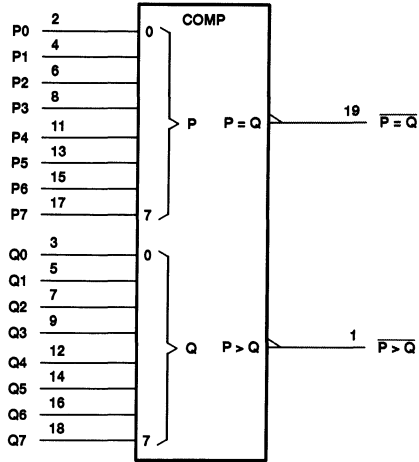 COMP
P0 2 0
P1 4
P2 6
P3 8
P4 11
P5 13
P6 15
P7 17 7
P P = Q 19 P = Q
Q0 3 0
Q1 5
Q2 7
Q3 9
Q4 12
Q5 14
Q6 16
Q7 18 7
Q P > Q 1 P > Q